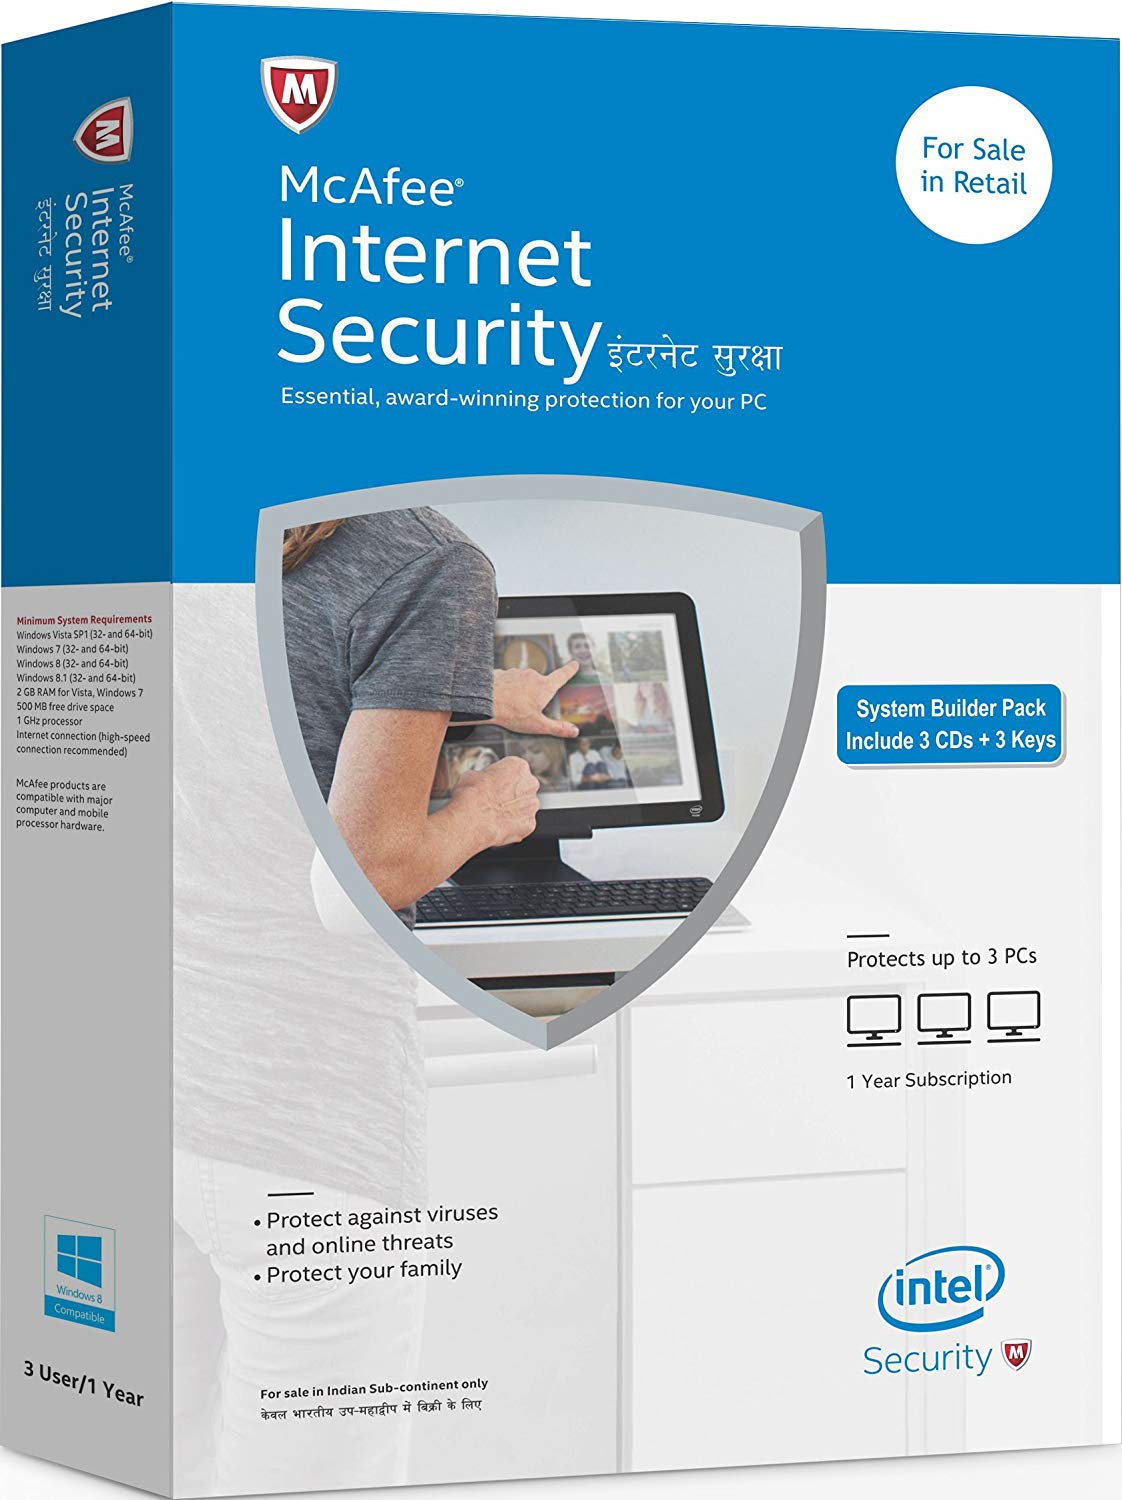 M
McAfee®
Internet
Security
इंटरनेट सुरक्षा
Minimum System Requirements
Windows Vista SP1 (32- and 64-bit)
Windows 7 (32- and 64-bit)
Windows 8 (32- and 64-bit)
Windows 8.1 (32- and 64-bit)
2 GB RAM for Vista, Windows 7
500 MB free drive space
1 GHz processor
Internet connection (high-speed
connection recommended)
McAfee products are
compatible with major
computer and mobile
processor hardware.
Windows 8
Compatible
3 User/1 Year
M
McAfee®
Internet
Security इंटरनेट सुरक्षा
Essential, award-winning protection for your PC
For Sale
in Retail
System Builder Pack
Include 3 CDs + 3 Keys
Protects up to 3 PCs
1 Year Subscription
• Protect against viruses
and online threats
• Protect your family
For sale in Indian Sub-continent only
केवल भारतीय उप-महाद्वीप में बिक्री के लिए
intel®
Security M